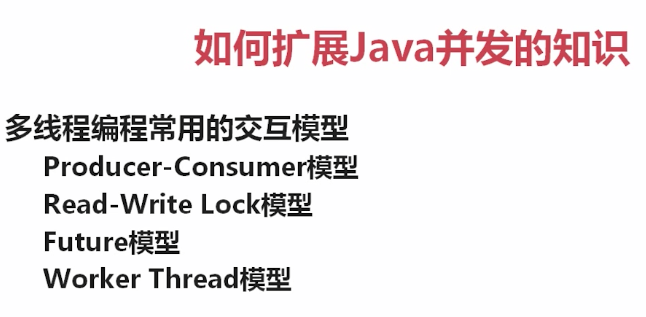 如何扩展Java并发的知识
多线程编程常用的交互模型
Producer-Consumer模型
Read-Write Lock模型
Future模型
Worker Thread模型